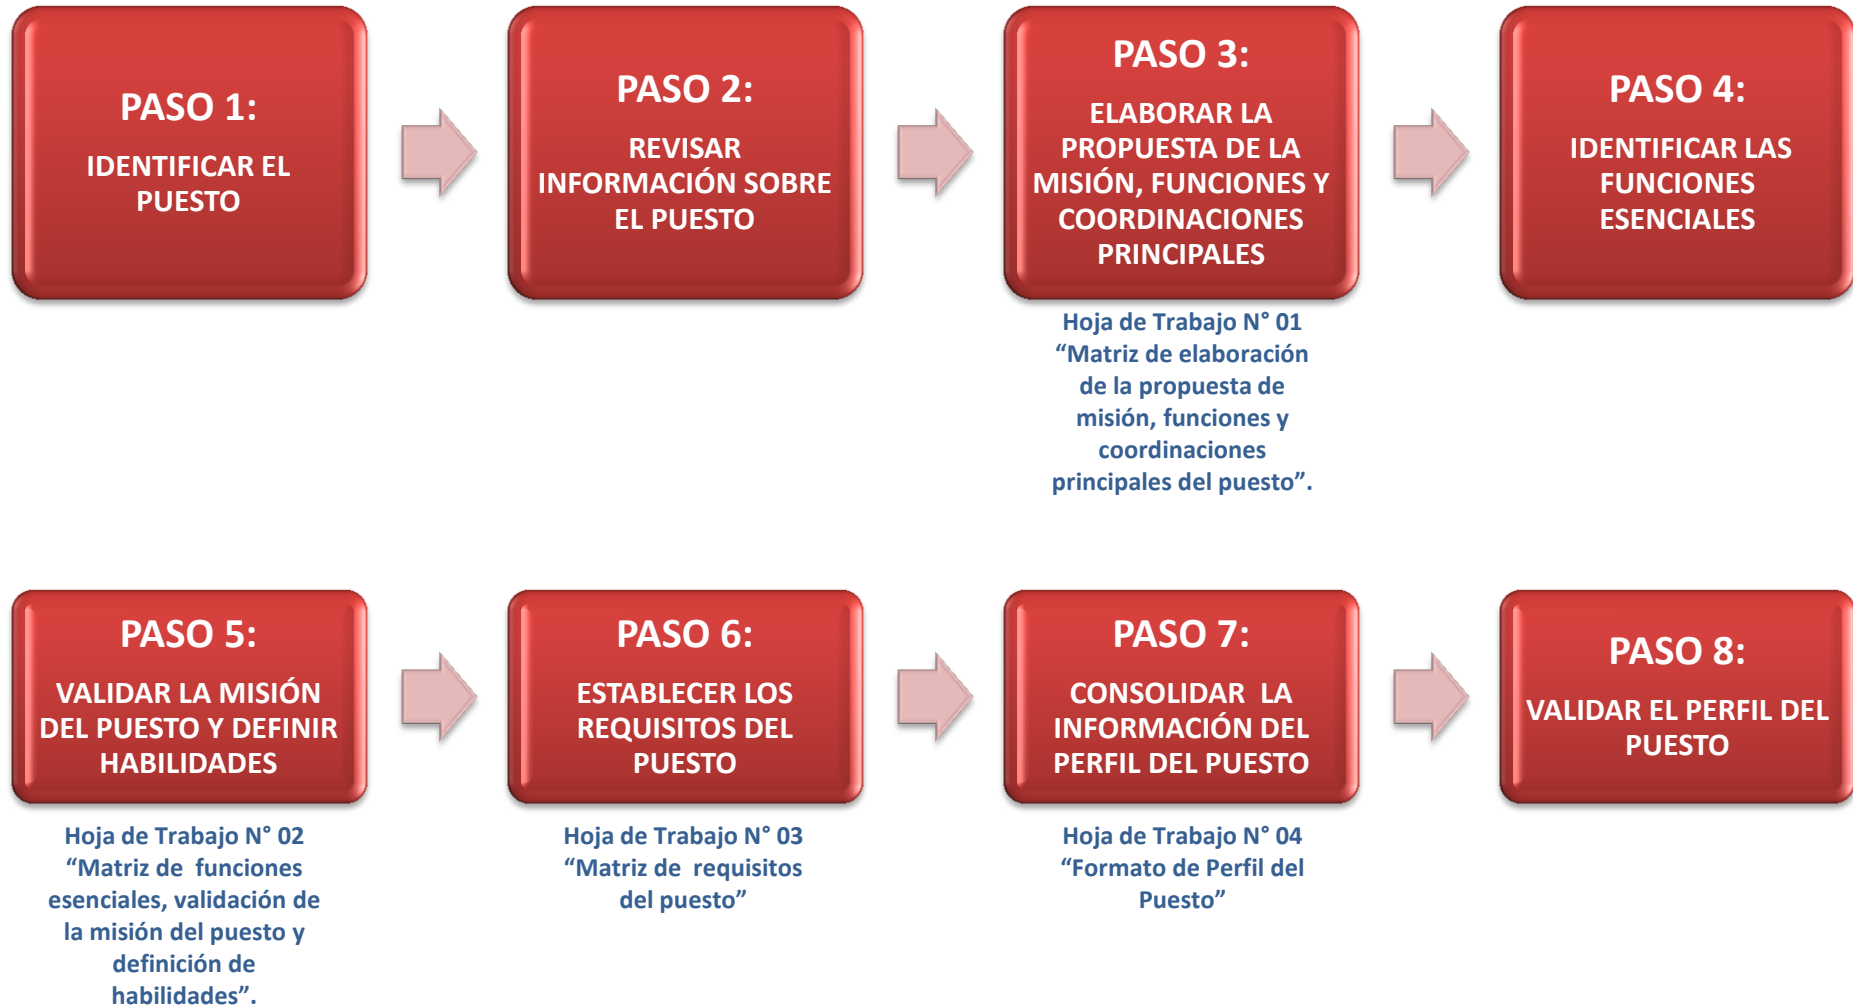 PASO 1:
IDENTIFICAR EL
PUESTO
PASO 2:
REVISAR
INFORMACIÓN SOBRE
EL PUESTO
PASO 3:
ELABORAR LA
PROPUESTA DE LA
MISIÓN, FUNCIONES Y
COORDINACIONES
PRINCIPALES
Hoja de Trabajo N° 01
“Matriz de elaboración
de la propuesta de
misión, funciones y
coordinaciones
principales del puesto”.
PASO 4:
IDENTIFICAR LAS
FUNCIONES
ESENCIALES
PASO 5:
VALIDAR LA MISIÓN
DEL PUESTO Y DEFINIR
HABILIDADES
Hoja de Trabajo N° 02
“Matriz de funciones
esenciales, validación de
la misión del puesto y
definición de
habilidades”.
PASO 6:
ESTABLECER LOS
REQUISITOS DEL
PUESTO
Hoja de Trabajo N° 03
“Matriz de requisitos
del puesto”
PASO 7:
CONSOLIDAR LA
INFORMACIÓN DEL
PERFIL DEL PUESTO
Hoja de Trabajo N° 04
“Formato de Perfil del
Puesto”
PASO 8:
VALIDAR EL PERFIL DEL
PUESTO